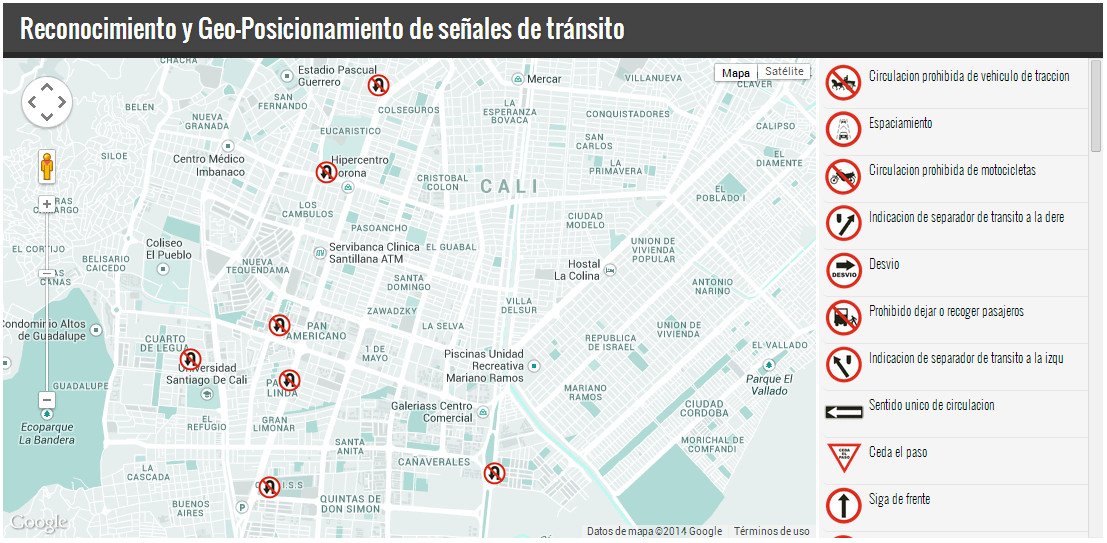 Reconocimiento y Geo-Posicionamiento de señales de tránsito
Estadio Pascual
Guerrero
Mercar
VILLANUEVA
Mapa
Satélite
CLAVER
SAN
FERNANDO
COLSEGUROS
LA
ESPERANZA
BOVACA
CONQUISTADORES
BELEN
NUEVA
GRANADA
EUCARISTICO
CALIPSO
SILOE
Centro Médico
Imbanaco
Hipercentro
orona
SAN
CARLOS
LA
PRIMAVERA
EL
DIAMENTE
CRISTOBAL
COLON
CALI
EL
POBLADO I
LOS
CAMBULOS
PASOANCHO
CIUDAD
MODELO
EL CORTIJO
Coliseo
El Pueblo
Servibanca Clinica
Santillana ATM
EL GUABAL
UNION DE
VIVIENDA
POPULAR
BELISARIO
CAICEDO
NUEVA
TEQUENDAMA
Hostal
La Colina
CAÑAS
SANTA
DOMINGO
ANTONIO
NARINO
ZAWADZKY
VILLA
DELSUR
Condominio Altos
de Guadalupe
PAN
AMERICANO
LA SELVA
UNION DE
VIVIENDA
CUARTO
DE LEGUA
1 DE
MAYO
REPUBLICA
DE ISRAEL
EL VALLADO
Universidad
Santiago De Cali
Piscinas Unidad
Recreativa
Mariano Ramos
Parque El
Vallado
GUADALUPE
LINDA
MARIANO
RAMOS
Galeriass Centro
Comercial
CIUDAD
CORDOBA
Ecoparque
La Bandera
EL
REFUGIO
GRAN
LIMONAR
SANTA
ANITA
MORICHAL DE
COMFANDI
LA
CASCADA
CAÑAVERALES
BUENOS
AIRES
QUINTAS DE
DON SIMON
P
Google
Datos de mapa ©2014 Google
Términos de uso
Circulacion prohibida de vehiculo de traccion
Espaciamiento
Circulacion prohibida de motocicletas
Indicacion de separador de transito a la dere
Desvio
DESVIO
Prohibido dejar o recoger pasajeros
Indicacion de separador de transito a la izqu
Sentido unico de circulacion
CEDA
EL
PASO
Ceda el paso
Siga de frente